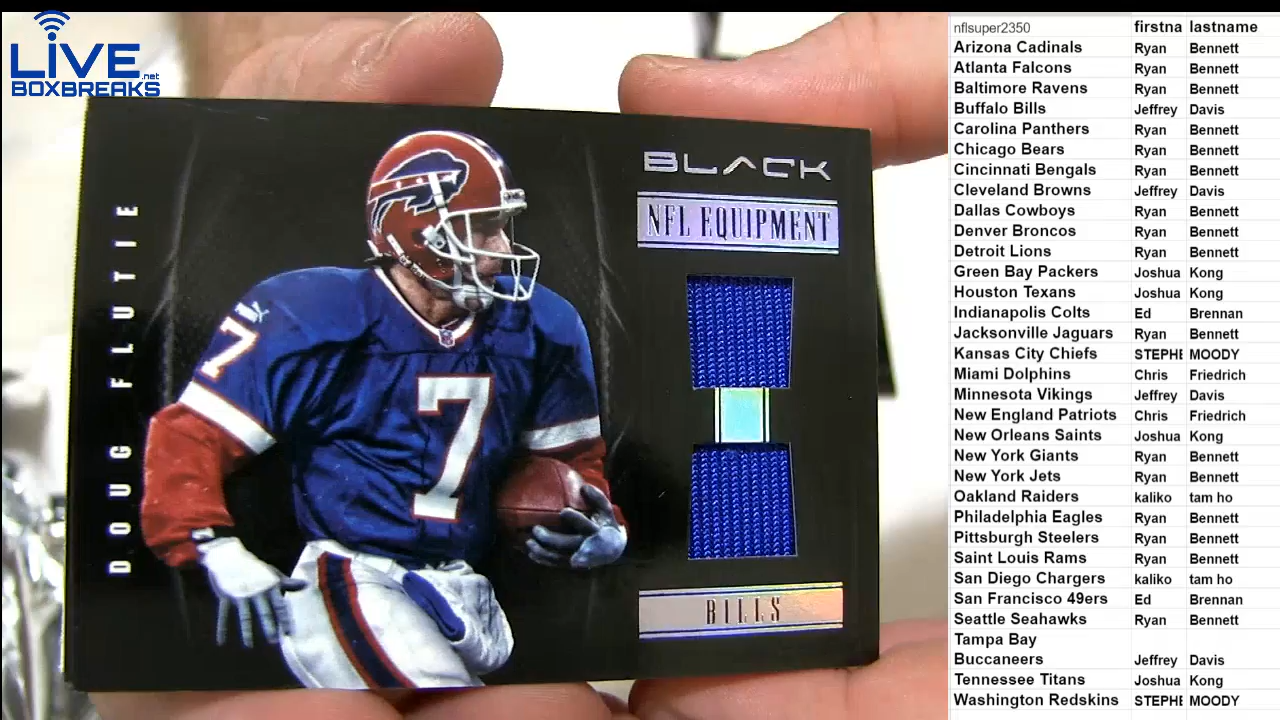 LIVE.net
BOXBREAKS
DOUG FLUTIE
7
7
BLACK
NFL EQUIPMENT
BILLS
nflsuper2350 firstna lastname
Arizona Cadinals Ryan Bennett
Atlanta Falcons Ryan Bennett
Baltimore Ravens Ryan Bennett
Buffalo Bills Jeffrey Davis
Carolina Panthers Ryan Bennett
Chicago Bears Ryan Bennett
Cincinnati Bengals Ryan Bennett
Cleveland Browns Jeffrey Davis
Dallas Cowboys Ryan Bennett
Denver Broncos Ryan Bennett
Detroit Lions Ryan Bennett
Green Bay Packers Joshua Kong
Houston Texans Joshua Kong
Indianapolis Colts Ed Brennan
Jacksonville Jaguars Ryan Bennett
Kansas City Chiefs STEPHE MOODY
Miami Dolphins Chris Friedrich
Minnesota Vikings Jeffrey Davis
New England Patriots Chris Friedrich
New Orleans Saints Joshua Kong
New York Giants Ryan Bennett
New York Jets Ryan Bennett
Oakland Raiders kaliko tam ho
Philadelphia Eagles Ryan Bennett
Pittsburgh Steelers Ryan Bennett
Saint Louis Rams Ryan Bennett
San Diego Chargers kaliko tam ho
San Francisco 49ers Ed Brennan
Seattle Seahawks Ryan Bennett
Tampa Bay
Buccaneers Jeffrey Davis
Tennessee Titans Joshua Kong
Washington Redskins STEPHE MOODY